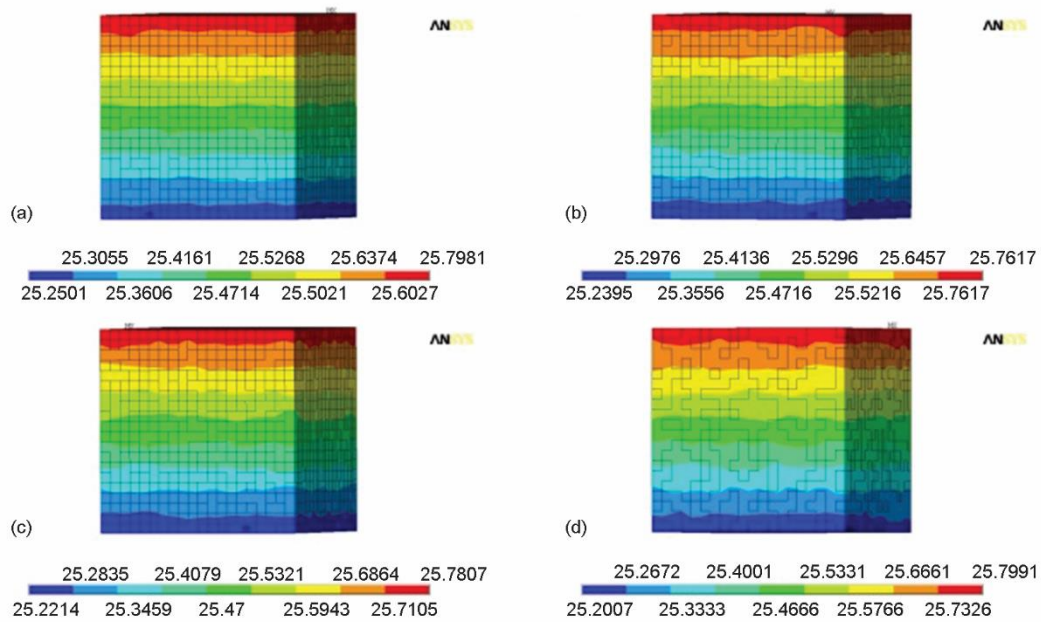 ANSYS
ANSYS
(a)
(b)
25.3055 25.4161 25.5268 25.6374 25.7981
25.2501 25.3606 25.4714 25.5021 25.6027
25.2976 25.4136 25.5296 25.6457 25.7617
25.2395 25.3556 25.4716 25.5216 25.7617
ANSYS
ANSYS
(c)
(d)
25.2835 25.4079 25.5321 25.6864 25.7807
25.2214 25.3459 25.47 25.5943 25.7105
25.2672 25.4001 25.5331 25.6661 25.7991
25.2007 25.3333 25.4666 25.5766 25.7326